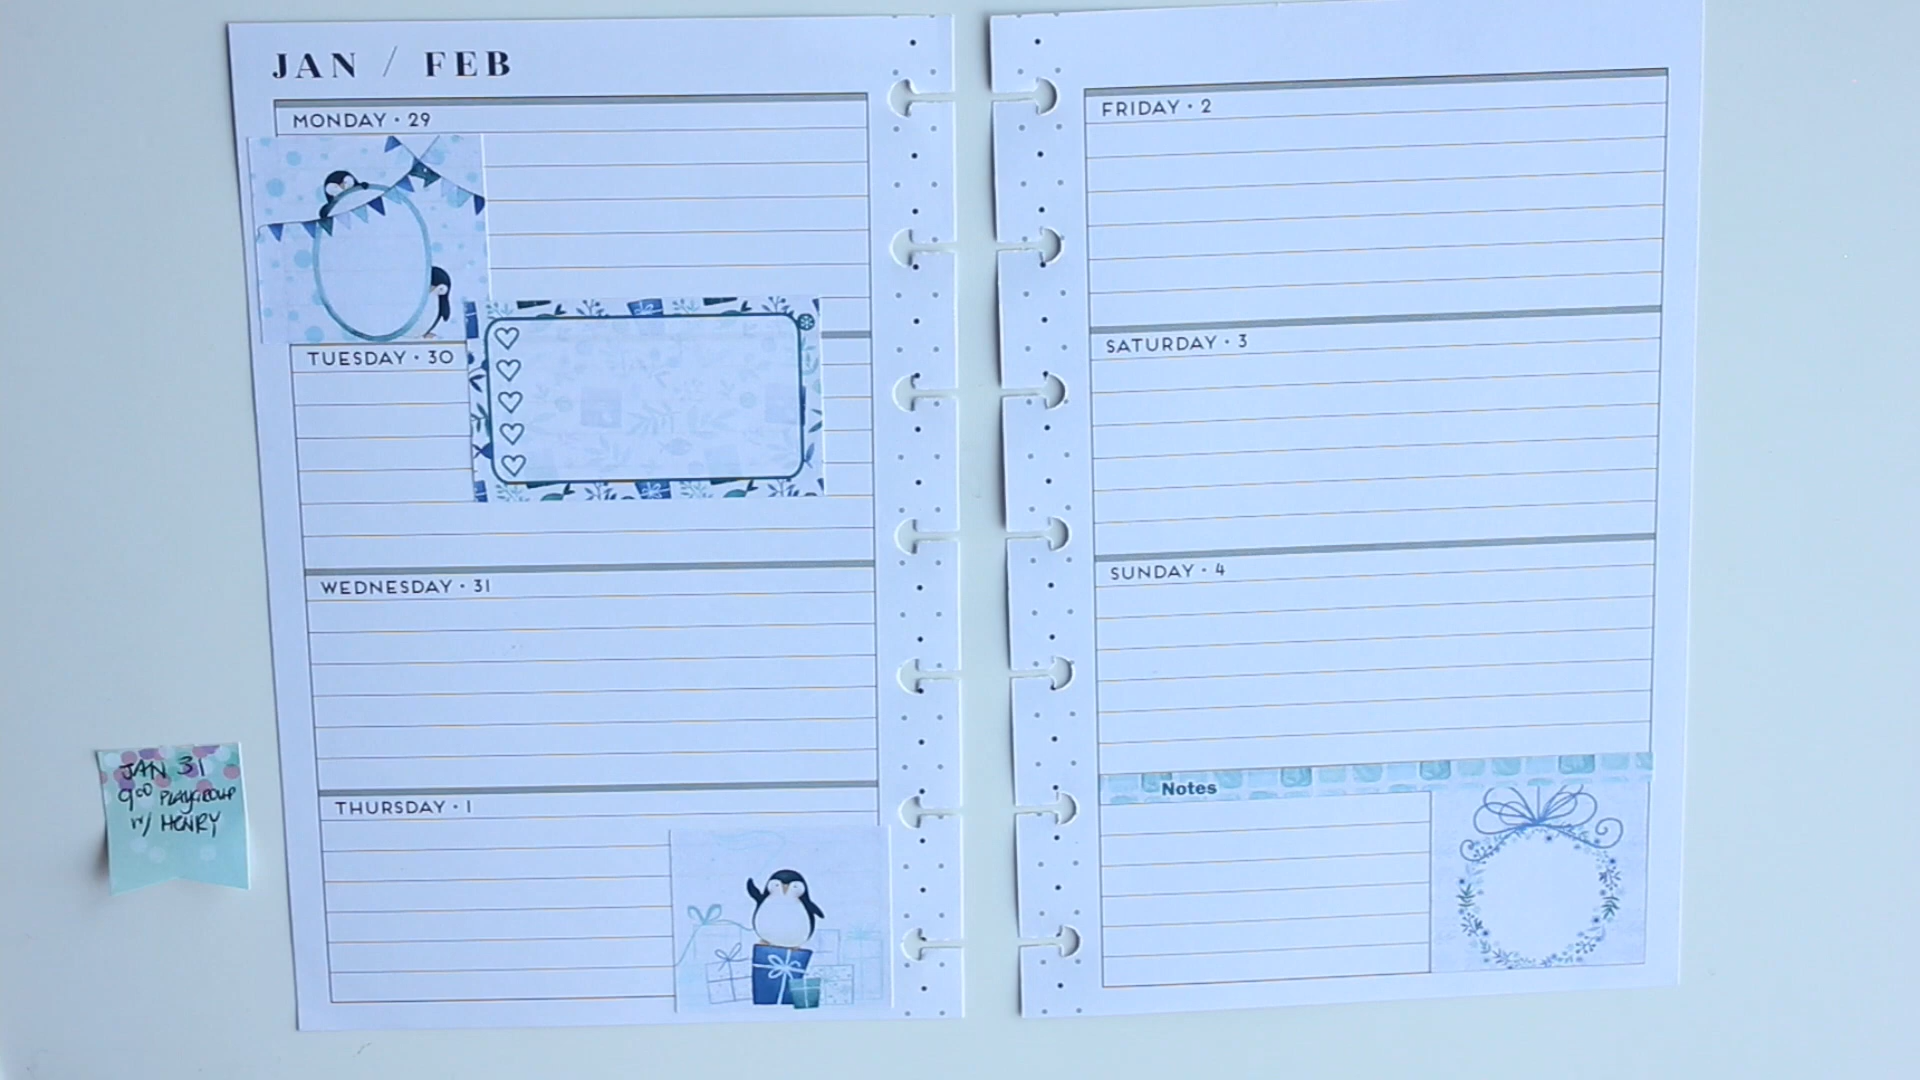 JAN / FEB
MONDAY • 29
TUESDAY • 30
WEDNESDAY • 31
THURSDAY • 1
FRIDAY • 2
SATURDAY • 3
SUNDAY • 4
Notes
JAN 31
9:00 PLAYGROUP
W/ HENRY